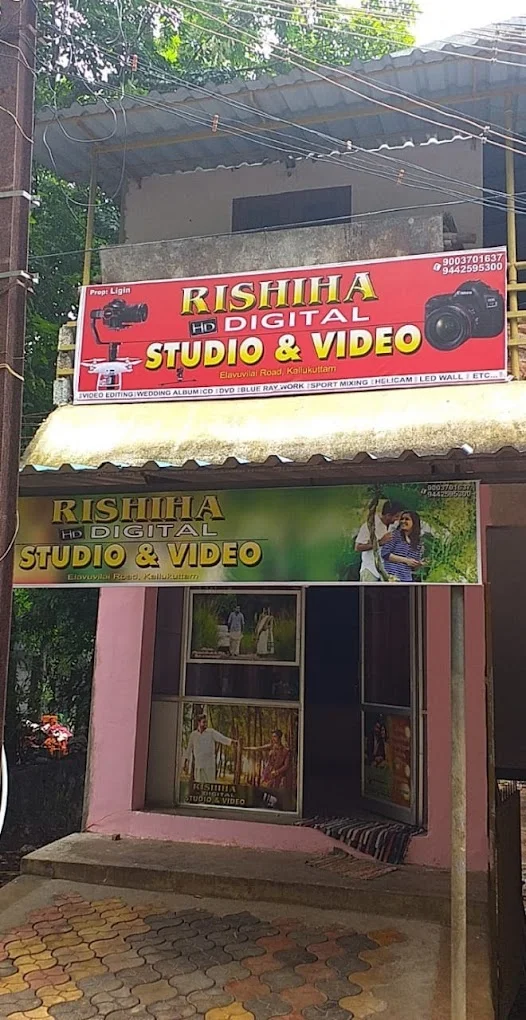 Prep: Ligin
9003701637
9442595300
RISHIHA
HD DIGITAL
STUDIO & VIDEO
Elavuvilai Road, Kallukuttam
VIDEO EDITING WEDDING ALBUM CD DVD BLUE RAY WORK SPORT MIXING HELICAM LED WALL ETC...
9003701637
9442595300
RISHIHA
HD DIGITAL
STUDIO & VIDEO
Elavuvilai Road, Kallukuttam
RISHIHA
DIGITAL
STUDIO & VIDEO